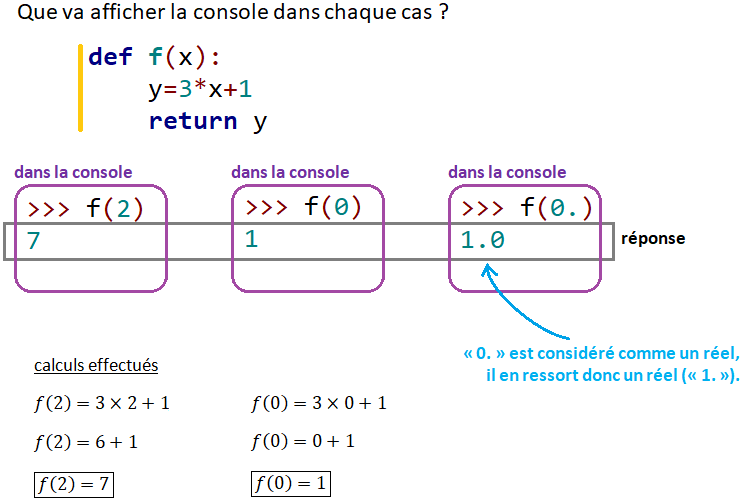 Que va afficher la console dans chaque cas ?
def f(x):
y=3*x+1
return y
dans la console
dans la console
dans la console
>>> f(2)
>>> f(0)
>>> f(0.)
7
1
1.0
réponse
« 0. » est considéré comme un réel,
il en ressort donc un réel (« 1. »).
calculs effectués
f(2) = 3 × 2 + 1
f(0) = 3 × 0 + 1
f(2) = 6 + 1
f(0) = 0 + 1
f(2) = 7
f(0) = 1